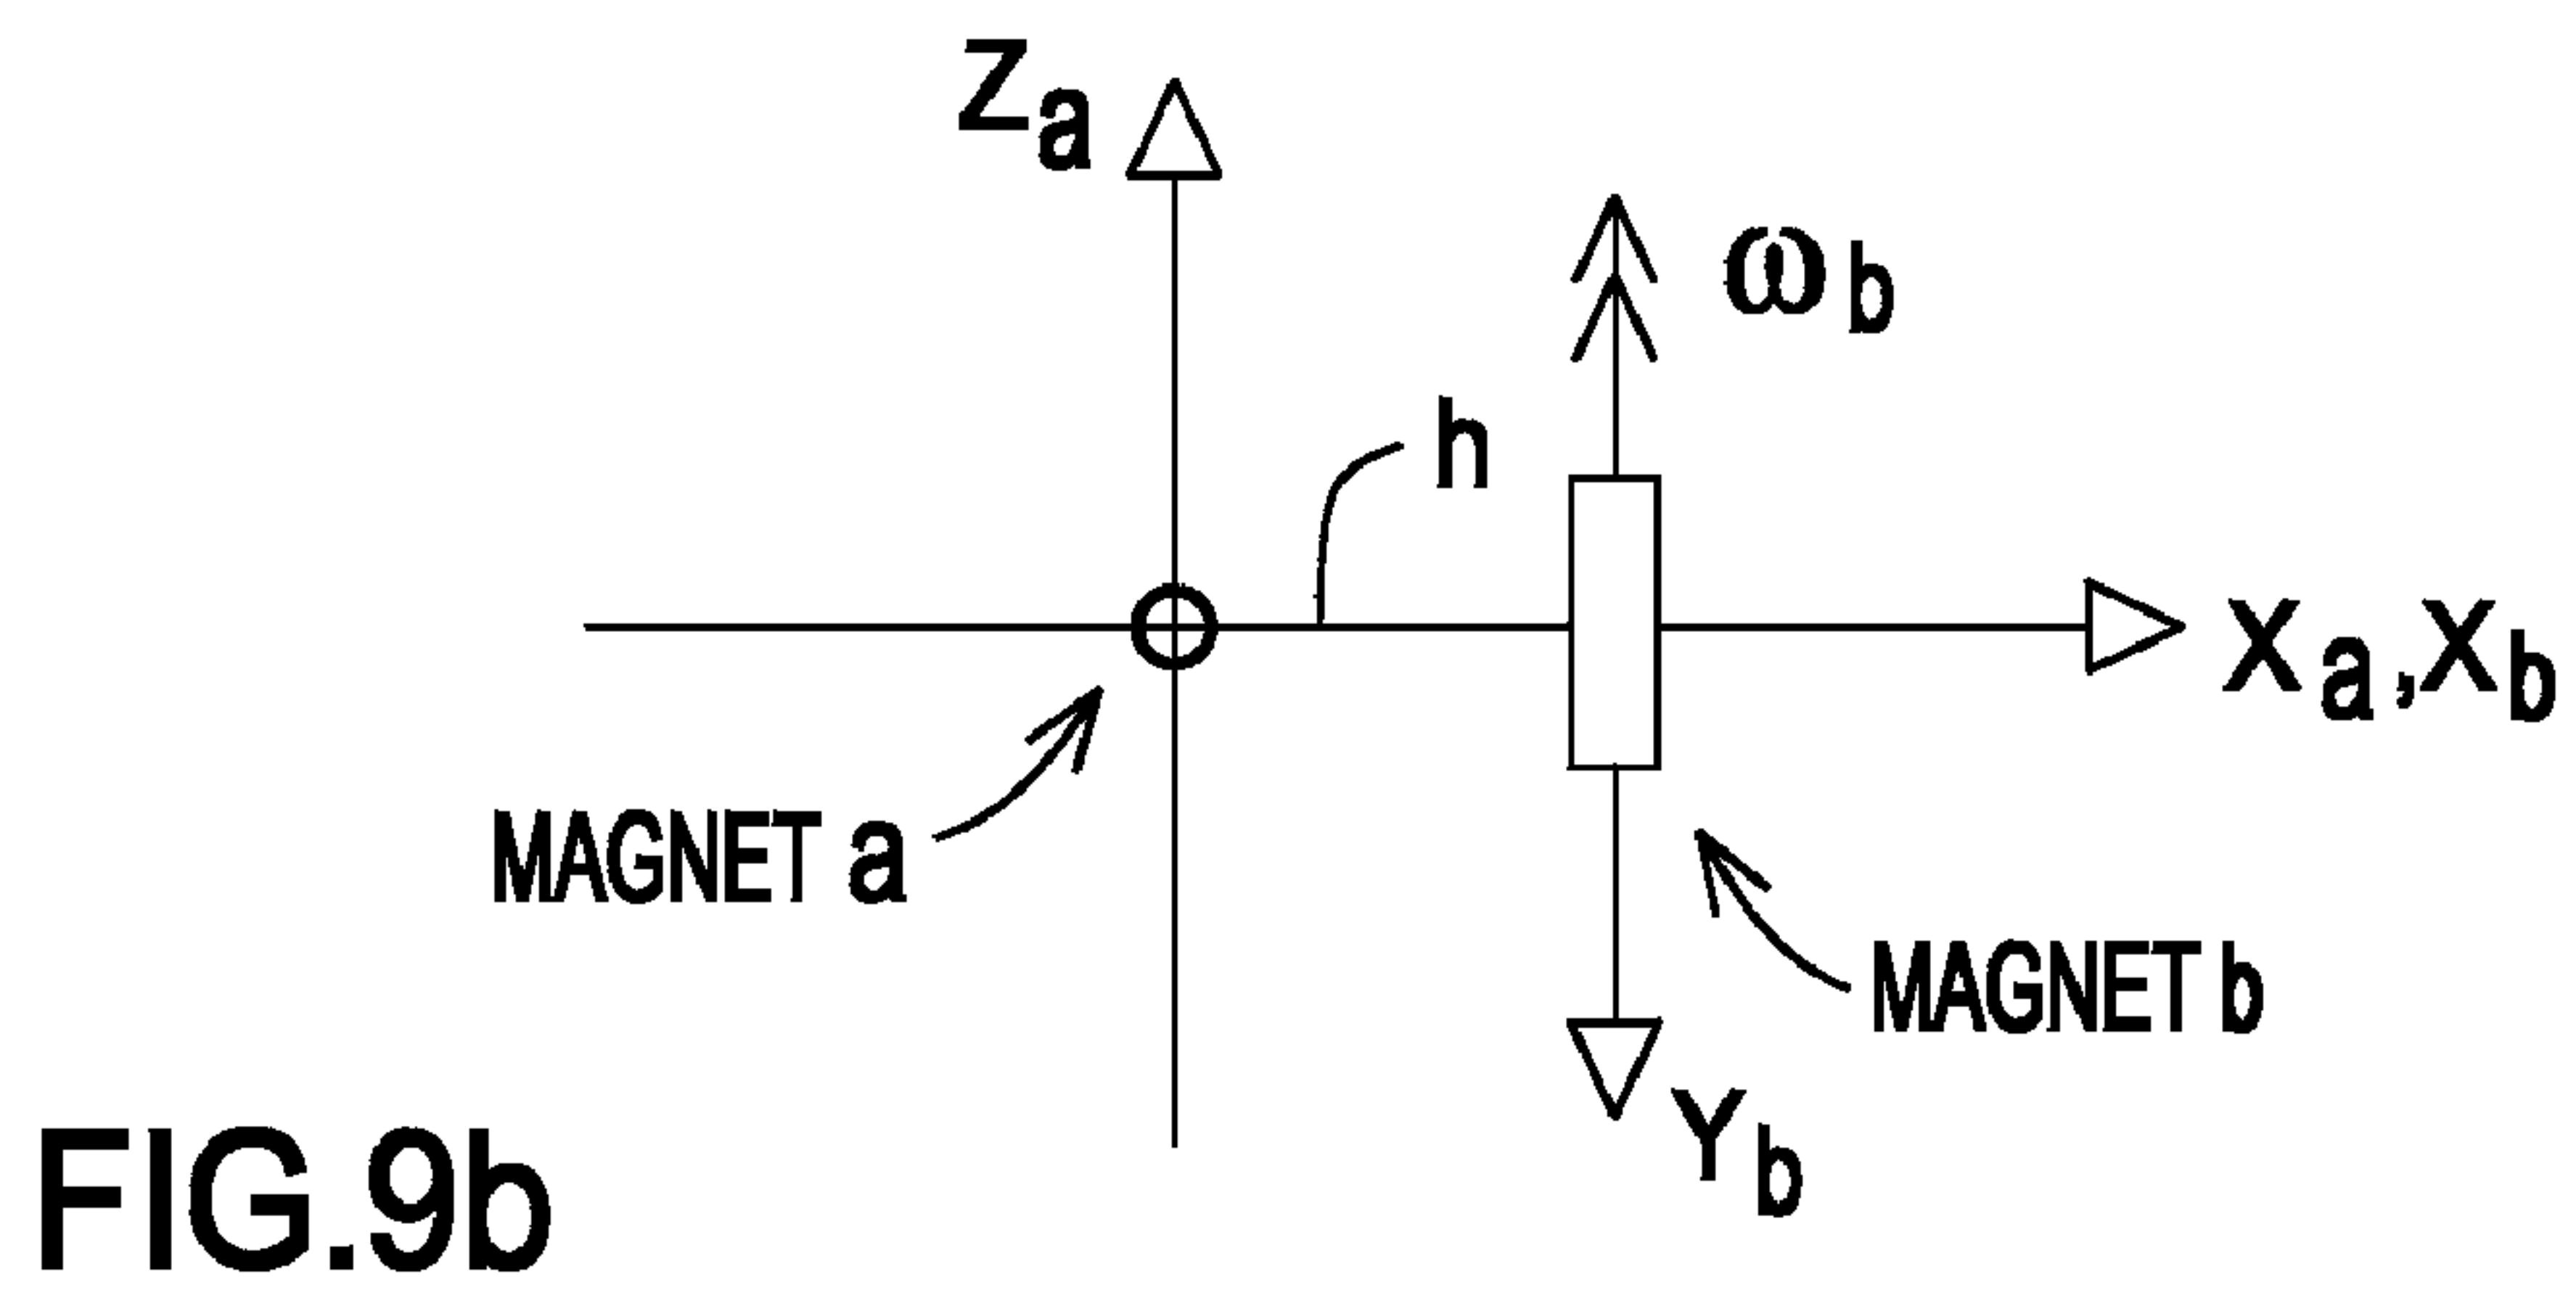 Za
ωb
h
Xa,Xb
MAGNET a
MAGNET b
Yb
FIG.9b